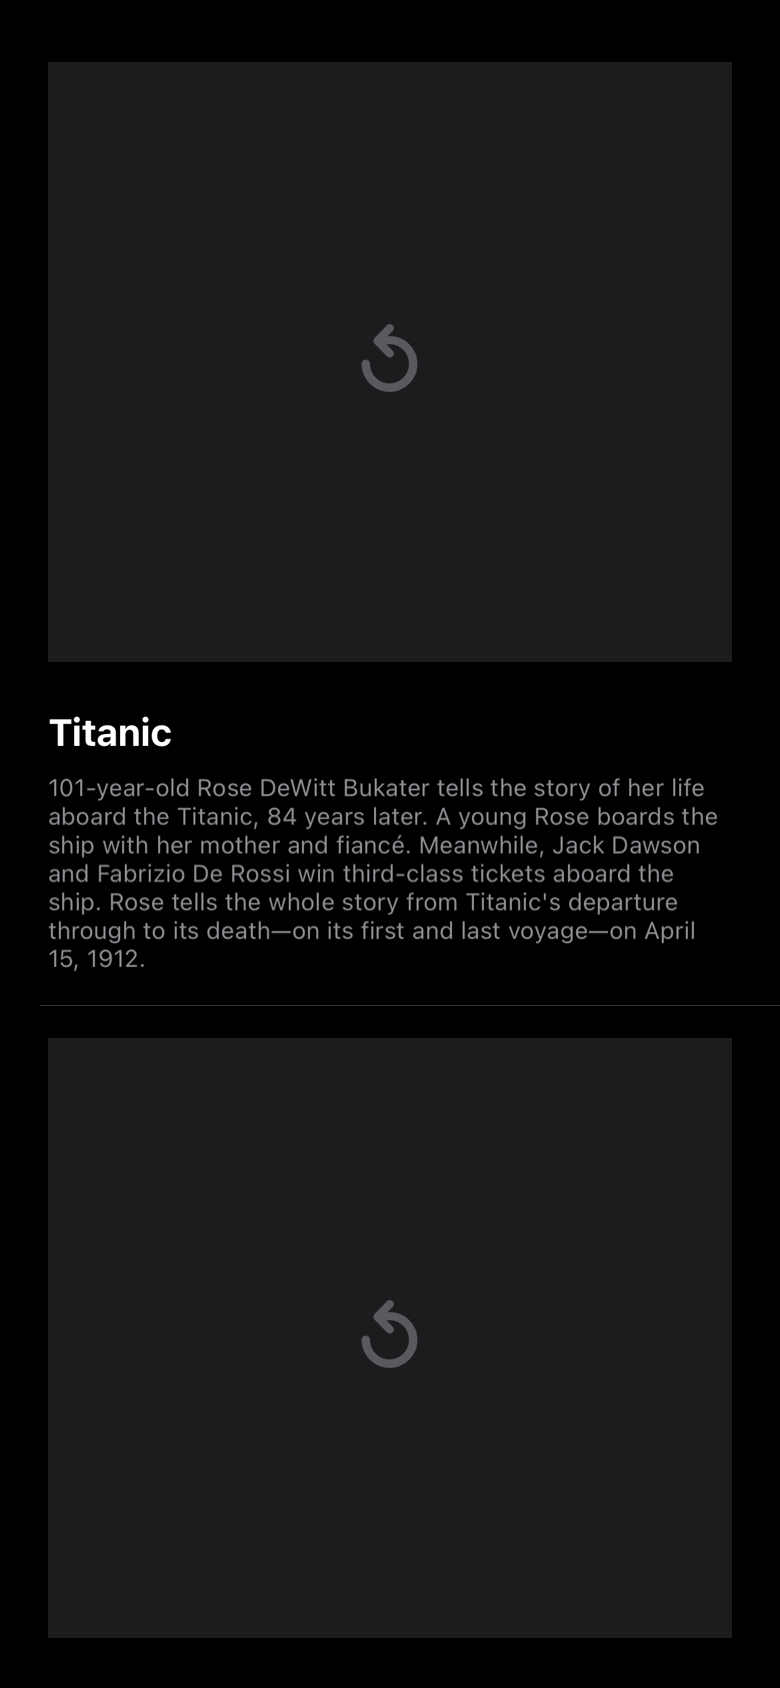 Titanic
101-year-old Rose DeWitt Bukater tells the story of her life
aboard the Titanic, 84 years later. A young Rose boards the
ship with her mother and fiancé. Meanwhile, Jack Dawson
and Fabrizio De Rossi win third-class tickets aboard the
ship. Rose tells the whole story from Titanic's departure
through to its death—on its first and last voyage—on April
15, 1912.